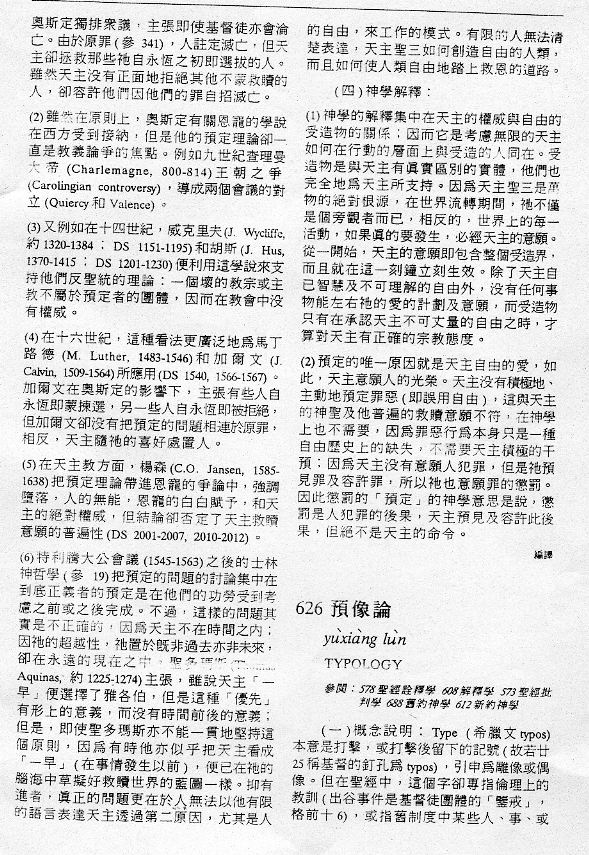 奧斯定獨排衆議，主張即使基督徒亦會淪
亡。由於原罪 (參 341) ，人註定滅亡，但天
主卻拯救那些祂自永恆之初即選拔的人。
雖然天主没有正面地拒絕其他不蒙救贖的
人，卻容許他們因他們的罪自招滅亡。
(2) 雖然在原則上，奧斯定有關恩寵的學說
在西方受到接納，但是他的預定理論卻一
直是教義論爭的焦點。例如九世紀查理曼
大帝 (Charlemagne, 800-814) 王朝之爭
(Carolingian controversy) ，導成兩個會議的對
立 (Quiercy 和 Valence) 。
(3) 又例如在十四世紀，威克里夫 (J. Wycliffe,
約 1320-1384 ； DS 1151-1195) 和胡斯 (J. Hus,
1370-1415 ； DS 1201-1230) 便利用這學說來支
持他們反聖統的理論：一個壞的教宗或主
教不屬於預定者的團體，因而在教會中没
有權威。
(4) 在十六世紀，這種看法更廣泛地爲馬丁
路德 (M. Luther, 1483-1546) 和加爾文 (J.
Calvin, 1509-1564) 所應用 (DS 1540, 1566-1567) 。
加爾文在奧斯定的影響下，主張有些人自
永恆即蒙揀選，另一些人自永恆即被拒絕，
但加爾文卻没有把預定的問題相連於原罪，
相反，天主隨祂的喜好處置人。
(5) 在天主教方面，楊森 (C.O. Jansen, 1585-
1638) 把預定理論帶進恩寵的爭論中，強調
墮落，人的無能，恩寵的白白賦予，和天
主的絕對權威，但結論卻否定了天主救贖
意願的普遍性 (DS 2001-2007, 2010-2012) 。
(6) 特利騰大公會議 (1545-1563) 之後的士林
神哲學 (參 19) 把預定的問題的討論集中在
到底正義者的預定是在他們的功勞受到考
慮之前或之後完成。不過，這樣的問題其
實是不正確的，因爲天主不在時間之内；
因祂的超越性，祂置於既非過去亦非未來，
卻在永遠的現在之中。聖多瑪斯
Aquinas, 約 1225-1274) 主張，雖說天主「一
早」便選擇了雅各伯，但是這種「優先」
有形上的意義，而没有時間前後的意義；
但是，即使聖多瑪斯亦不能一貫地堅持這
個原則，因爲有時他亦似乎把天主看成
「一早」 (在事情發生以前) ，便已在祂的
腦海中草擬好救贖世界的藍圖一樣。抑有
進者，眞正的問題更在於人無法以他有限
的語言表達天主透過第二原因，尤其是人
的自由，來工作的模式。有限的人無法清
楚表達，天主聖三如何創造自由的人類，
而且如何使人類自由地踏上救恩的道路。
(四) 神學解釋：
(1) 神學的解釋集中在天主的權威與自由的
受造物的關係；因而它是考慮無限的天主
如何在行動的層面上與受造的人同在。受
造物是與天主有眞實區別的實體，他們也
完全地爲天主所支持。因爲天主聖三是萬
物的絕對根源，在世界流轉期間，祂不僅
是個旁觀者而已，相反的，世界上的每一
活動，如果眞的要發生，必經天主的意願。
從一開始，天主的意願即包含整個受造界，
而且就在這一刻鐘立刻生效。除了天主自
已智慧及不可理解的自由外，没有任何事
物能左右祂的愛的計劃及意願，而受造物
只有在承認天主不可丈量的自由之時，才
算對天主有正確的宗教態度。
(2) 預定的唯一原因就是天主自由的愛，如
此，天主意願人的光榮。天主没有積極地、
主動地預定罪惡 (即誤用自由) ，這與天主
的神聖及他普遍的救贖意願不符，在神學
上也不需要，因爲罪惡行爲本身只是一種
自由歷史上的缺失，不需要天主積極的干
預；因爲天主没有意願人犯罪，但是祂預
見罪及容許罪，所以祂也意願罪的懲罰。
因此懲罰的「預定」的神學意思是說，懲
罰是人犯罪的後果，天主預見及容許此後
果，但絕不是天主的命令。
編譯
626 預像論
yùxiàng lùn
TYPOLOGY
參閱：578聖經詮釋學 608解釋學 573聖經批
判學 688舊約神學 612新約神學
(一) 概念說明： Type (希臘文 typos)
本意是打擊，或打擊後留下的記號 (故若廿
25 稱基督的釘孔爲 typos) ，引申爲雕像或偶
像。但在聖經中，這個字卻專指倫理上的
教訓 (出谷事件是基督徒團體的「鑒戒」，
格前十 6) ，或指舊制度中某些人、事、或